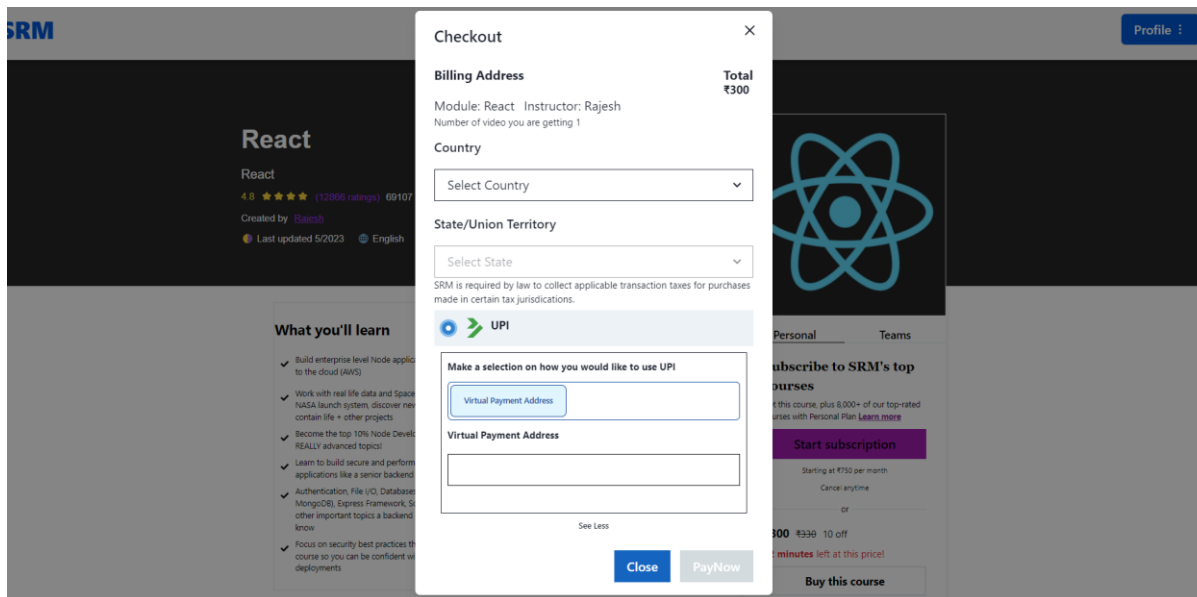 SRM
Profile
Checkout
Billing Address
Total
₹300
Module: React Instructor: Rajesh
Number of video you are getting 1
Country
Select Country
State/Union Territory
Select State
SRM is required by law to collect applicable transaction taxes for purchases
made in certain tax jurisdications.
UPI
Make a selection on how you would like to use UPI
Virtual Payment Address
Virtual Payment Address
See Less
Close
PayNow
React
React
4.8 (12866 ratings) 69107
Created by Rajesh
Last updated 5/2023 English
What you'll learn
Build enterprise level Node applic
to the cloud (AWS)
Work with real life data and Space
NASA launch system, discover new
contain life + other projects
Become the top 10% Node Develo
REALLY advanced topics!
Learn to build secure and perform
applications like a senior backend
Authentication, File I/O, Databases
MongoDB), Express Framework, So
other important topics a backend
know
Focus on security best practices th
course so you can be confident wi
deployments
Personal
Teams
ubscribe to SRM's top
ourses
t this course, plus 8,000+ of our top-rated
urses with Personal Plan Learn more
Start subscription
Starting at ₹750 per month
Cancel anytime
or
300 ₹330 10 off
minutes left at this price!
Buy this course